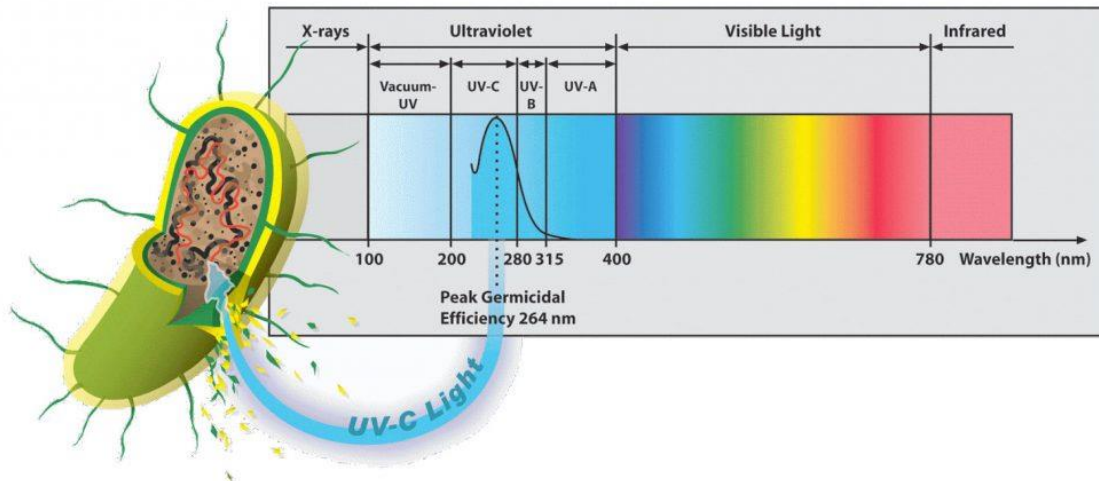 X-rays
Ultraviolet
Visible Light
Infrared
Vacuum-
UV
UV-C
UV-
B
UV-A
100
200
280
315
400
780
Wavelength (nm)
Peak Germicidal
Efficiency 264 nm
UV-C Light